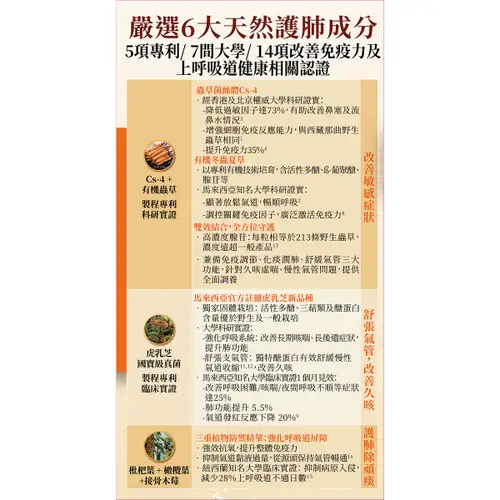 嚴選6大天然護肺成分
5項專利/ 7間大學/ 14項改善免疫力及
上呼吸道健康相關認證
Cs-4 +
有機蟲草
製程專利
科研實證
蟲草菌絲體Cs-4
·經香港及北京權威大學科研證實:
-降低過敏因子達73%,有助改善鼻塞及流
鼻水情況¹
-增強細胞免疫反應能力,與西藏那曲野生
蟲草相同¹
-提升免疫力35%⁴
有機冬蟲夏草
·以專利有機技術培育,含活性多醣、ß-葡聚醣、
腺苷等
·馬來西亞知名大學科研證實:
-顯著放鬆氣道,暢順呼吸²
-調控關鍵免疫因子,廣泛激活免疫力⁸
雙效結合,全方位守護
·高濃度腺苷:每粒相等於213條野生蟲草,
濃度遠超一般產品¹⁷
·兼備免疫調節、化痰潤肺、舒緩氣管三大
功能,針對久咳虛喘、慢性氣管問題,提供
全面調養
改善敏感症狀
虎乳芝
國寶級真菌
製程專利
臨床實證
馬來西亞官方註冊虎乳芝新品種
·獨家固體栽培:活性多醣、三萜類及醣蛋白
含量優於野生及一般栽培
·大學科研實證:
-強化呼吸系統:改善長期咳喘、長後遺症狀,
提升肺功能
-舒張支氣管:獨特醣蛋白有效舒緩慢性
氣道收縮¹¹,¹²,改善久咳
·馬來西亞知名大學臨床實證1個月見效:
-改善呼吸困難/咳喘/夜間呼吸不順等症狀
達25%
-肺功能提升 5.5%
-氣道發紅反應下降 20%⁹
舒張氣管,改善久咳
枇杷葉 + 橄欖葉
+接骨木莓
三重植物防禦精華:強化呼吸道屏障
·強效抗氧,提升整體免疫力
·抑制氣道黏液過量,從源頭保持氣管暢通¹⁴
·紐西蘭知名大學臨床實證:抑制病原入侵,
減少28%上呼吸道不適日數¹⁵
護肺除頑痰